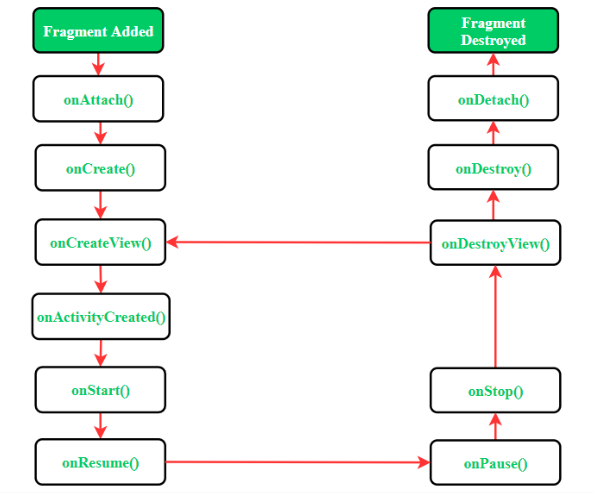 Fragment Added
onAttach()
onCreate()
onCreateView()
onActivityCreated()
onStart()
onResume()
Fragment
Destroyed
onDetach()
onDestroy()
onDestroyView()
onStop()
onPause()